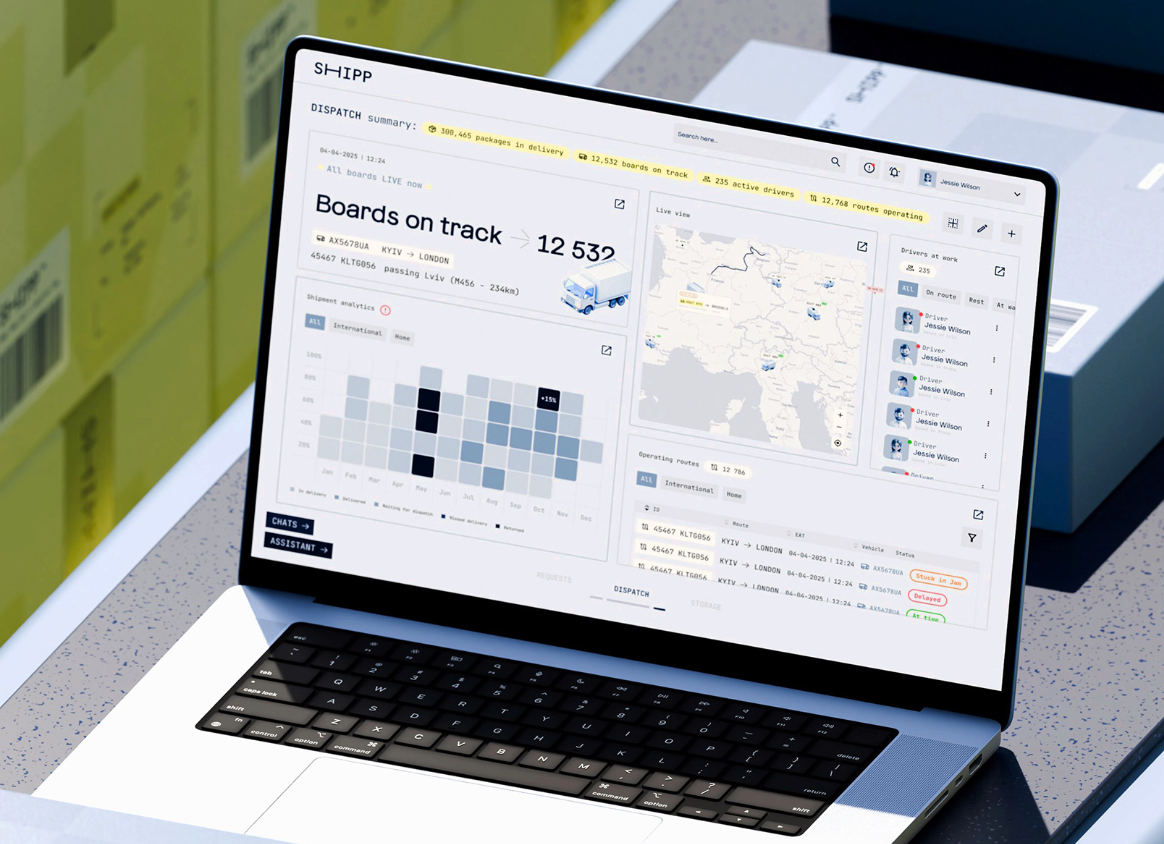 SHIPP
Search here...
Jessie Wilson
DISPATCH summary:
300,465 packages in delivery
12,532 boards on track
235 active drivers
12,768 routes operating
04-04-2025 | 12:24
All boards LIVE now
Boards on track → 12 532
AX5678UA KYIV → LONDON
45467 KLTG056 passing Lviv (M456 - 234km)
Shipment analytics
All
International
Home
100%
80%
60%
40%
20%
+15%
Jan
Feb
Mar
Apr
May
Jun
Jul
Aug
Sep
Oct
Nov
Dec
In delivery
Delivered
Waiting for dispatch
Missed delivery
Returned
CHATS →
ASSISTANT →
Live view
Drivers at work
235
All
On route
Rest
At wa
Driver
Jessie Wilson
Driver
Jessie Wilson
Driver
Jessie Wilson
Driver
Jessie Wilson
Driver
Jessie Wilson
Driver
Operating routes
12 786
All
International
Home
ID
Route
EXT
Vehicle
Status
45467 KLTG056
KYIV → LONDON
04-04-2025 | 12:24
AX5678UA
Stuck in Jan
45467 KLTG056
KYIV → LONDON
04-04-2025 | 12:24
AX5678UA
Delayed
45467 KLTG056
KYIV → LONDON
04-04-2025 | 12:24
AX5678UA
At time
REQUESTS
DISPATCH
STORAGE
SHIPP
esc
tab
caps lock
shift
fn
control
option
command
Q W E R T Y U I O P
A S D F G H J K L
Z X C V B N M
delete
return
shift
command
option